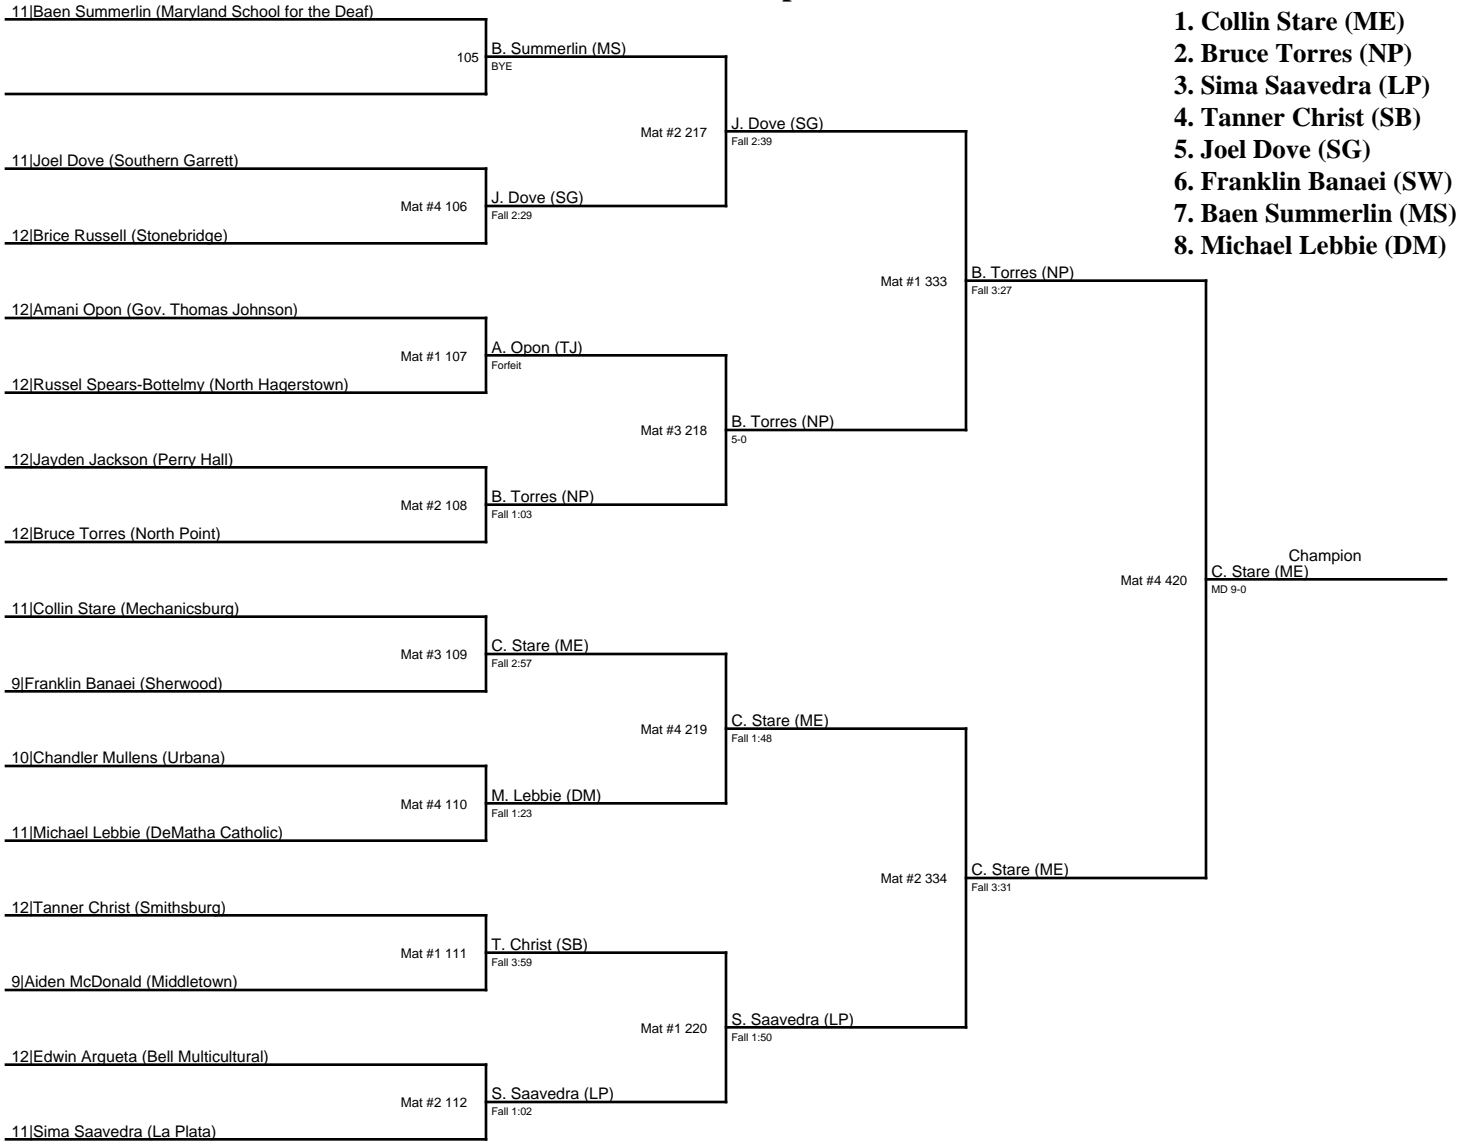 11|Baen Summerlin (Maryland School for the Deaf)
105
B. Summerlin (MS)
BYE
Mat #2 217
J. Dove (SG)
Fall 2:39
11|Joel Dove (Southern Garrett)
Mat #4 106
J. Dove (SG)
Fall 2:29
12|Brice Russell (Stonebridge)
Mat #1 333
B. Torres (NP)
Fall 3:27
12|Amani Opon (Gov. Thomas Johnson)
Mat #1 107
A. Opon (TJ)
Forfeit
12|Russel Spears-Bottelmy (North Hagerstown)
Mat #3 218
B. Torres (NP)
5-0
12|Jayden Jackson (Perry Hall)
Mat #2 108
B. Torres (NP)
Fall 1:03
12|Bruce Torres (North Point)
Champion
Mat #4 420
C. Stare (ME)
MD 9-0
11|Collin Stare (Mechanicsburg)
Mat #3 109
C. Stare (ME)
Fall 2:57
9|Franklin Banaei (Sherwood)
Mat #4 219
C. Stare (ME)
Fall 1:48
10|Chandler Mullens (Urbana)
Mat #4 110
M. Lebbie (DM)
Fall 1:23
11|Michael Lebbie (DeMatha Catholic)
Mat #2 334
C. Stare (ME)
Fall 3:31
12|Tanner Christ (Smithsburg)
Mat #1 111
T. Christ (SB)
Fall 3:59
9|Aiden McDonald (Middletown)
Mat #1 220
S. Saavedra (LP)
Fall 1:50
12|Edwin Argueta (Bell Multicultural)
Mat #2 112
S. Saavedra (LP)
Fall 1:02
11|Sima Saavedra (La Plata)
1. Collin Stare (ME)
2. Bruce Torres (NP)
3. Sima Saavedra (LP)
4. Tanner Christ (SB)
5. Joel Dove (SG)
6. Franklin Banaei (SW)
7. Baen Summerlin (MS)
8. Michael Lebbie (DM)